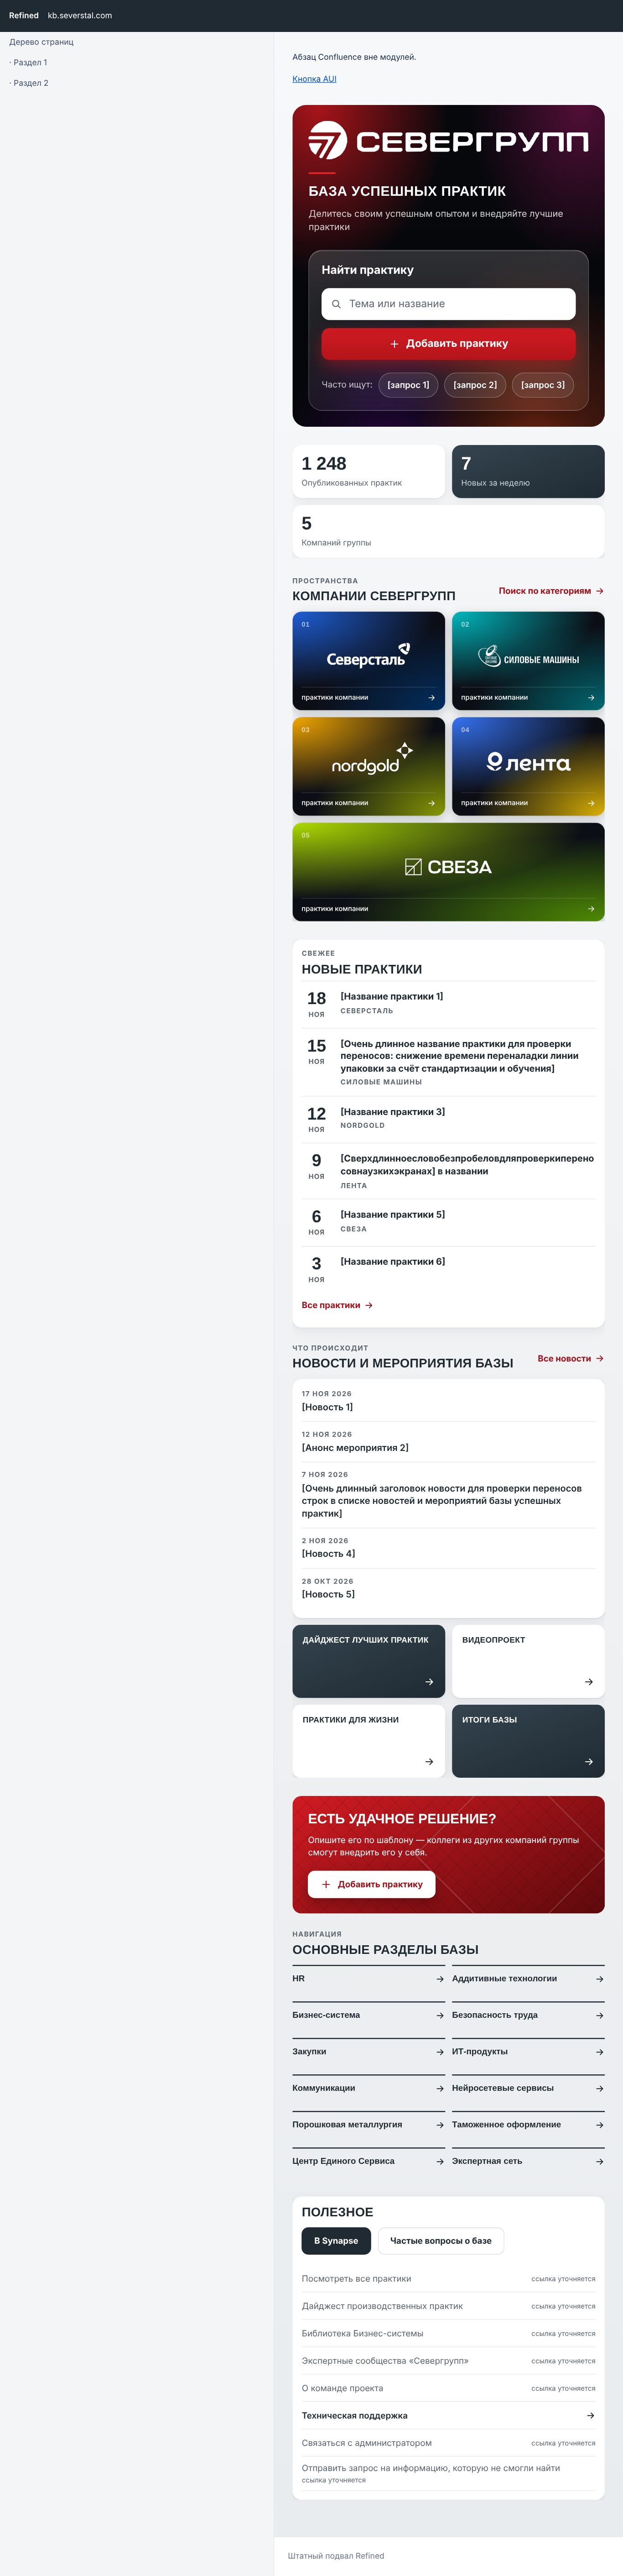 Refined kb.severstal.com
Дерево страниц
· Раздел 1
· Раздел 2
Абзац Confluence вне модулей.
Кнопка AUI
СЕВЕРГРУПП
БАЗА УСПЕШНЫХ ПРАКТИК
Делитесь своим успешным опытом и внедряйте лучшие
практики
Найти практику
Тема или название
+ Добавить практику
Часто ищут: [запрос 1] [запрос 2] [запрос 3]
1 248
Опубликованных практик
7
Новых за неделю
5
Компаний группы
ПРОСТРАНСТВА
КОМПАНИИ СЕВЕРГРУПП
Поиск по категориям →
01
Северсталь
практики компании →
02
СИЛОВЫЕ МАШИНЫ
практики компании →
03
nordgold
практики компании →
04
лента
практики компании →
05
СВЕЗА
практики компании →
СВЕЖЕЕ
НОВЫЕ ПРАКТИКИ
18 [Название практики 1]
НОЯ СЕВЕРСТАЛЬ
15 [Очень длинное название практики для проверки
НОЯ переносов: снижение времени переналадки линии
упаковки за счёт стандартизации и обучения]
СИЛОВЫЕ МАШИНЫ
12 [Название практики 3]
НОЯ NORDGOLD
9 [Сверхдлинноесловобезпробеловдляпроверкиперено
НОЯ совнаузкихэкранах] в названии
ЛЕНТА
6 [Название практики 5]
НОЯ СВЕЗА
3 [Название практики 6]
НОЯ
Все практики →
ЧТО ПРОИСХОДИТ
НОВОСТИ И МЕРОПРИЯТИЯ БАЗЫ
Все новости →
17 НОЯ 2026
[Новость 1]
12 НОЯ 2026
[Анонс мероприятия 2]
7 НОЯ 2026
[Очень длинный заголовок новости для проверки переносов
строк в списке новостей и мероприятий базы успешных
практик]
2 НОЯ 2026
[Новость 4]
28 ОКТ 2026
[Новость 5]
ДАЙДЖЕСТ ЛУЧШИХ ПРАКТИК →
ВИДЕОПРОЕКТ →
ПРАКТИКИ ДЛЯ ЖИЗНИ →
ИТОГИ БАЗЫ →
ЕСТЬ УДАЧНОЕ РЕШЕНИЕ?
Опишите его по шаблону — коллеги из других компаний группы
смогут внедрить его у себя.
+ Добавить практику
НАВИГАЦИЯ
ОСНОВНЫЕ РАЗДЕЛЫ БАЗЫ
HR → Аддитивные технологии →
Бизнес-система → Безопасность труда →
Закупки → ИТ-продукты →
Коммуникации → Нейросетевые сервисы →
Порошковая металлургия → Таможенное оформление →
Центр Единого Сервиса → Экспертная сеть →
ПОЛЕЗНОЕ
В Synapse Частые вопросы о базе
Посмотреть все практики ссылка уточняется
Дайджест производственных практик ссылка уточняется
Библиотека Бизнес-системы ссылка уточняется
Экспертные сообщества «Севергрупп» ссылка уточняется
О команде проекта ссылка уточняется
Техническая поддержка →
Связаться с администратором ссылка уточняется
Отправить запрос на информацию, которую не смогли найти
ссылка уточняется
Штатный подвал Refined